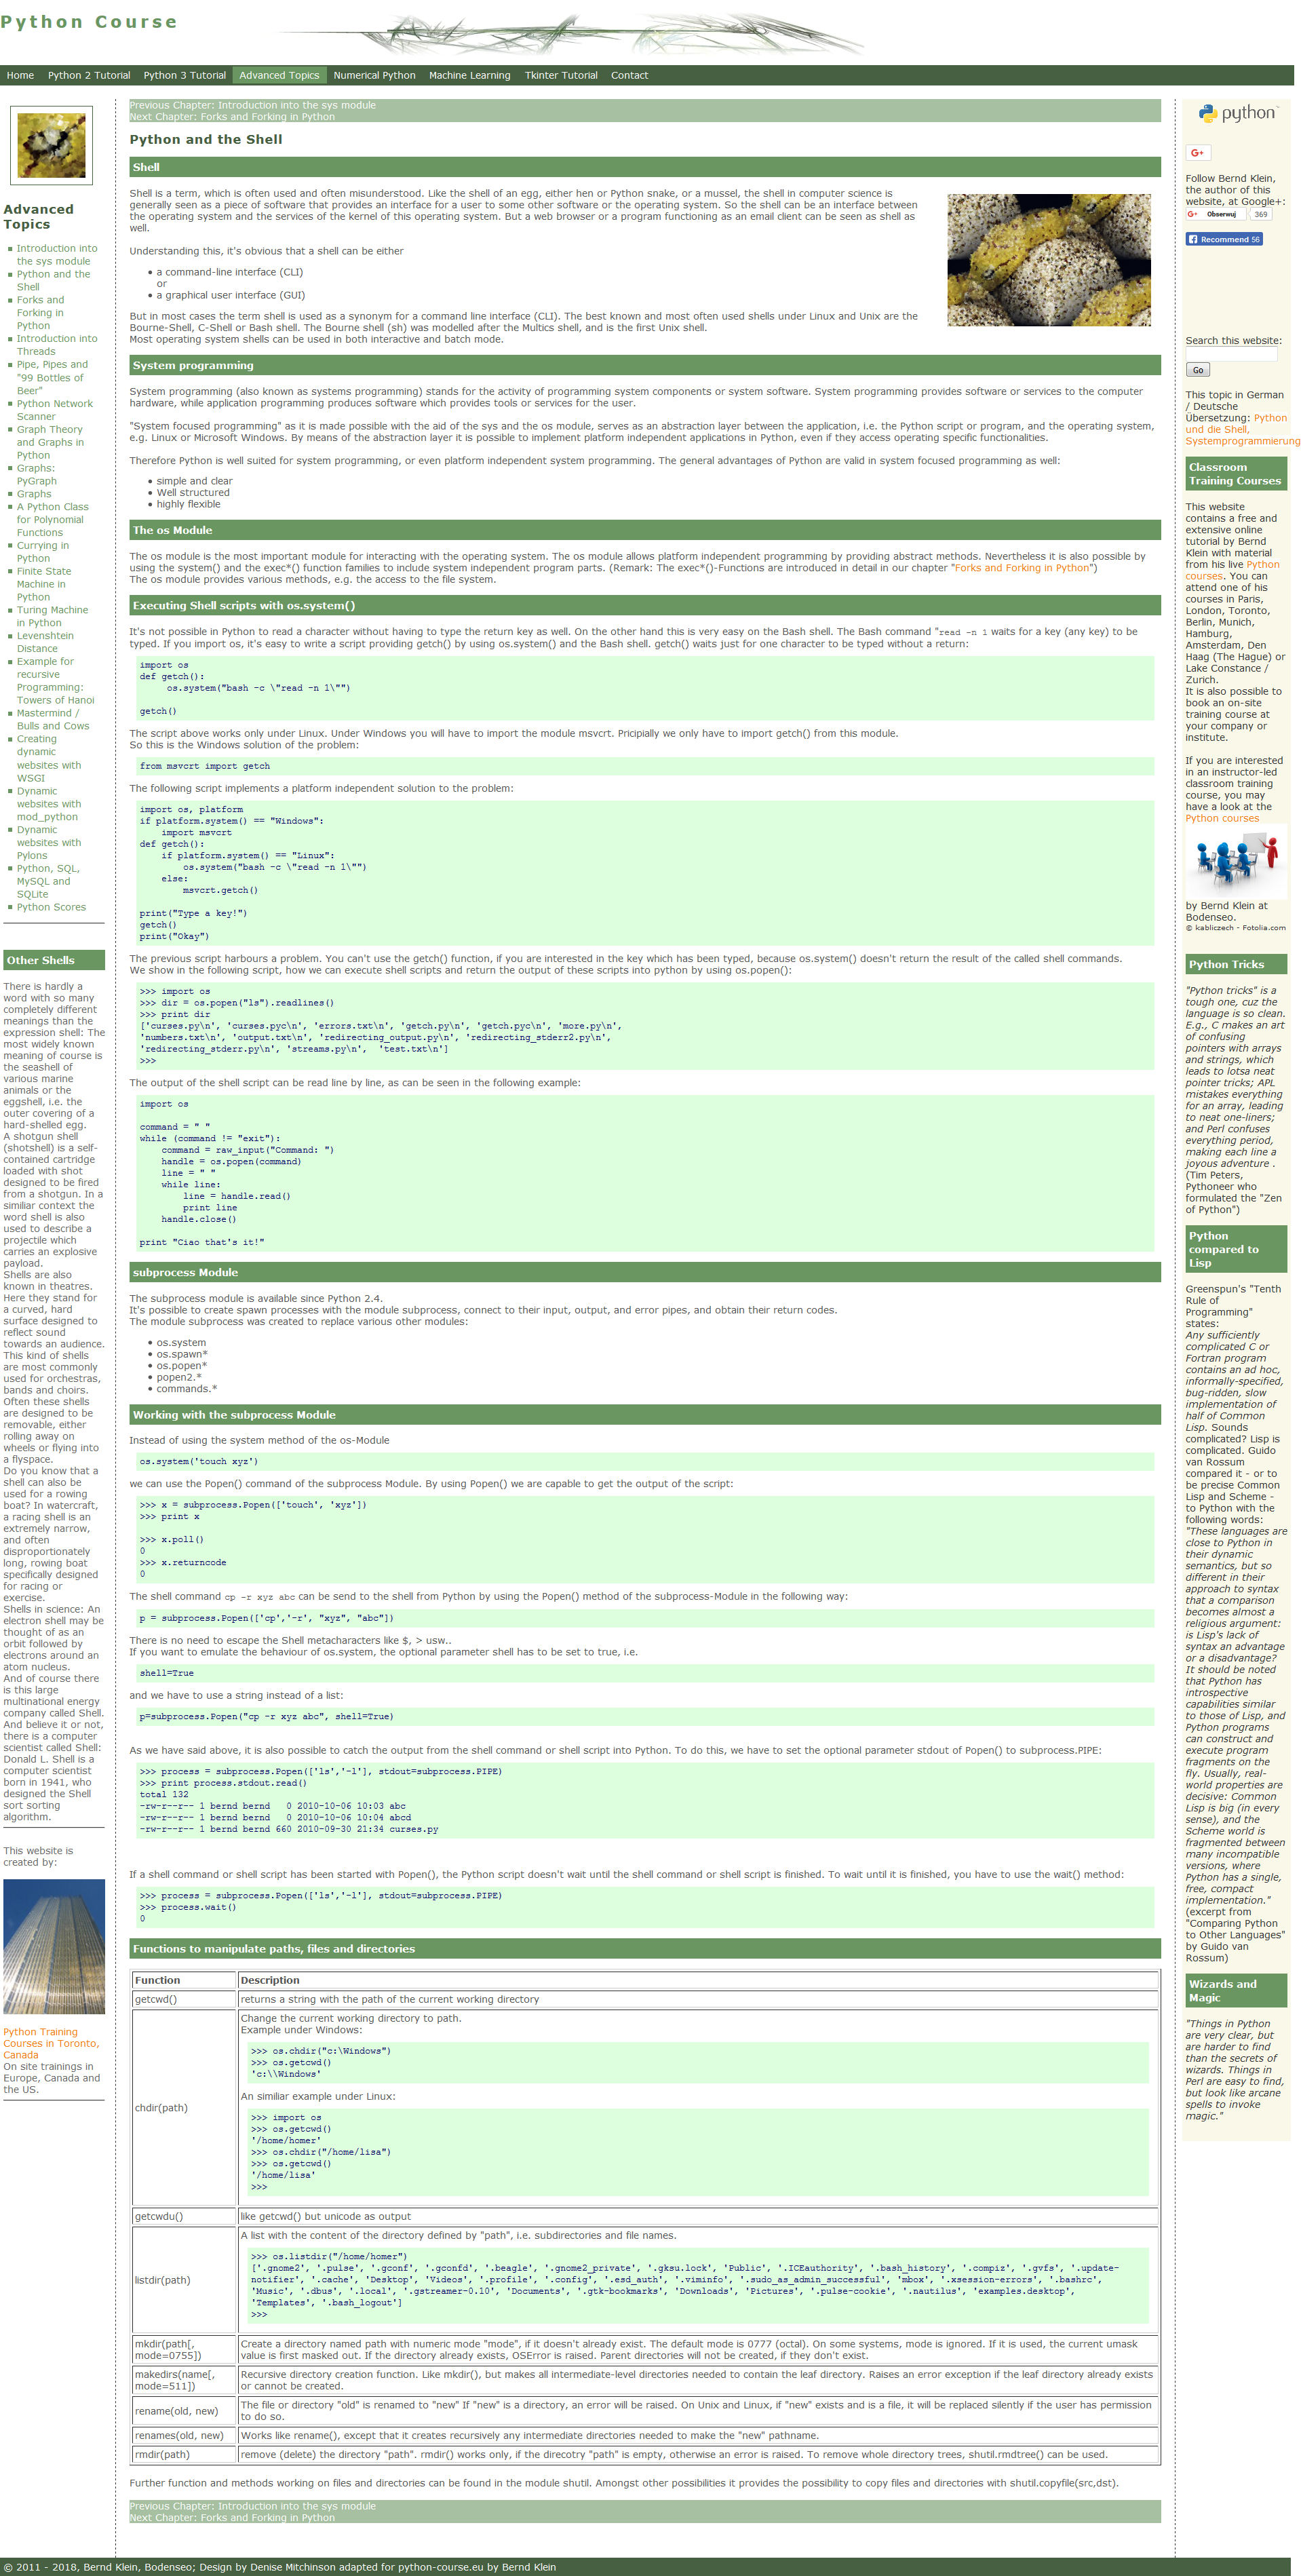 Python Course
Home Python 2 Tutorial Python 3 Tutorial Advanced Topics Numerical Python Machine Learning Tkinter Tutorial Contact
Advanced
Topics
Introduction into
the sys module
Python and the
Shell
Forks and
Forking in
Python
Introduction into
Threads
Pipe, Pipes and
"99 Bottles of
Beer"
Python Network
Scanner
Graph Theory
and Graphs in
Python
Graphs:
PyGraph
Graphs
A Python Class
for Polynomial
Functions
Currying in
Python
Finite State
Machine in
Python
Turing Machine
in Python
Levenshtein
Distance
Example for
recursive
Programming:
Towers of Hanoi
Mastermind /
Bulls and Cows
Creating
dynamic
websites with
WSGI
Dynamic
websites with
mod_python
Dynamic
websites with
Pylons
Python, SQL,
MySQL and
SQLite
Python Scores
Other Shells
There is hardly a
word with so many
completely different
meanings than the
expression shell: The
most widely known
meaning of course is
the seashell of
various marine
animals or the
eggshell, i.e. the
outer covering of a
hard-shelled egg.
A shotgun shell
(shotshell) is a self-
contained cartridge
loaded with shot
designed to be fired
from a shotgun. In a
similiar context the
word shell is also
used to describe a
projectile which
carries an explosive
payload.
Shells are also
known in theatres.
Here they stand for
a curved, hard
surface designed to
reflect sound
towards an audience.
This kind of shells
are most commonly
used for orchestras,
bands and choirs.
Often these shells
are designed to be
removable, either
rolling away on
wheels or flying into
a flyspace.
Do you know that a
shell can also be
used for a rowing
boat? In watercraft,
a racing shell is an
extremely narrow,
and often
disproportionately
long, rowing boat
specifically designed
for racing or
exercise.
Shells in science: An
electron shell may be
thought of as an
orbit followed by
electrons around an
atom nucleus.
And of course there
is this large
multinational energy
company called Shell.
And believe it or not,
there is a computer
scientist called Shell:
Donald L. Shell is a
computer scientist
born in 1941, who
designed the Shell
sort sorting
algorithm.
This website is
created by:
Python Training
Courses in Toronto,
Canada
On site trainings in
Europe, Canada and
the US.
Previous Chapter: Introduction into the sys module
Next Chapter: Forks and Forking in Python
Python and the Shell
Shell
Shell is a term, which is often used and often misunderstood. Like the shell of an egg, either hen or Python snake, or a mussel, the shell in computer science is
generally seen as a piece of software that provides an interface for a user to some other software or the operating system. So the shell can be an interface between
the operating system and the services of the kernel of this operating system. But a web browser or a program functioning as an email client can be seen as shell as
well.
Understanding this, it's obvious that a shell can be either
a command-line interface (CLI)
or
a graphical user interface (GUI)
But in most cases the term shell is used as a synonym for a command line interface (CLI). The best known and most often used shells under Linux and Unix are the
Bourne-Shell, C-Shell or Bash shell. The Bourne shell (sh) was modelled after the Multics shell, and is the first Unix shell.
Most operating system shells can be used in both interactive and batch mode.
System programming
System programming (also known as systems programming) stands for the activity of programming system components or system software. System programming provides software or services to the computer
hardware, while application programming produces software which provides tools or services for the user.
"System focused programming" as it is made possible with the aid of the sys and the os module, serves as an abstraction layer between the application, i.e. the Python script or program, and the operating system,
e.g. Linux or Microsoft Windows. By means of the abstraction layer it is possible to implement platform independent applications in Python, even if they access operating specific functionalities.
Therefore Python is well suited for system programming, or even platform independent system programming. The general advantages of Python are valid in system focused programming as well:
simple and clear
Well structured
highly flexible
The os Module
The os module is the most important module for interacting with the operating system. The os module allows platform independent programming by providing abstract methods. Nevertheless it is also possible by
using the system() and the exec*() function families to include system independent program parts. (Remark: The exec*()-Functions are introduced in detail in our chapter "Forks and Forking in Python")
The os module provides various methods, e.g. the access to the file system.
Executing Shell scripts with os.system()
It's not possible in Python to read a character without having to type the return key as well. On the other hand this is very easy on the Bash shell. The Bash command "read -n 1 waits for a key (any key) to be
typed. If you import os, it's easy to write a script providing getch() by using os.system() and the Bash shell. getch() waits just for one character to be typed without a return:
import os
def getch():
     os.system("bash -c \"read -n 1\"")
getch()
The script above works only under Linux. Under Windows you will have to import the module msvcrt. Pricipially we only have to import getch() from this module.
So this is the Windows solution of the problem:
from msvcrt import getch
The following script implements a platform independent solution to the problem:
import os, platform
if platform.system() == "Windows":
    import msvcrt
def getch():
    if platform.system() == "Linux":
        os.system("bash -c \"read -n 1\"")
    else:
        msvcrt.getch()
print("Type a key!")
getch()
print("Okay")
The previous script harbours a problem. You can't use the getch() function, if you are interested in the key which has been typed, because os.system() doesn't return the result of the called shell commands.
We show in the following script, how we can execute shell scripts and return the output of these scripts into python by using os.popen():
>>> import os
>>> dir = os.popen("ls").readlines()
>>> print dir
['curses.py\n', 'curses.pyc\n', 'errors.txt\n', 'getch.py\n', 'getch.pyc\n', 'more.py\n',
'numbers.txt\n', 'output.txt\n', 'redirecting_output.py\n', 'redirecting_stderr2.py\n',
'redirecting_stderr.py\n', 'streams.py\n',  'test.txt\n']
>>>
The output of the shell script can be read line by line, as can be seen in the following example:
import os
command = " "
while (command != "exit"):
    command = raw_input("Command: ")
    handle = os.popen(command)
    line = " "
    while line:
        line = handle.read()
        print line
    handle.close()
print "Ciao that's it!"
subprocess Module
The subprocess module is available since Python 2.4.
It's possible to create spawn processes with the module subprocess, connect to their input, output, and error pipes, and obtain their return codes.
The module subprocess was created to replace various other modules:
os.system
os.spawn*
os.popen*
popen2.*
commands.*
Working with the subprocess Module
Instead of using the system method of the os-Module
os.system('touch xyz')
we can use the Popen() command of the subprocess Module. By using Popen() we are capable to get the output of the script:
>>> x = subprocess.Popen(['touch', 'xyz'])
>>> print x
>>> x.poll()
0
>>> x.returncode
0
The shell command cp -r xyz abc can be send to the shell from Python by using the Popen() method of the subprocess-Module in the following way:
p = subprocess.Popen(['cp','-r', "xyz", "abc"])
There is no need to escape the Shell metacharacters like $, > usw..
If you want to emulate the behaviour of os.system, the optional parameter shell has to be set to true, i.e.
shell=True
and we have to use a string instead of a list:
p=subprocess.Popen("cp -r xyz abc", shell=True)
As we have said above, it is also possible to catch the output from the shell command or shell script into Python. To do this, we have to set the optional parameter stdout of Popen() to subprocess.PIPE:
>>> process = subprocess.Popen(['ls','-l'], stdout=subprocess.PIPE)
>>> print process.stdout.read()
total 132
-rw-r--r-- 1 bernd bernd   0 2010-10-06 10:03 abc
-rw-r--r-- 1 bernd bernd   0 2010-10-06 10:04 abcd
-rw-r--r-- 1 bernd bernd 660 2010-09-30 21:34 curses.py
If a shell command or shell script has been started with Popen(), the Python script doesn't wait until the shell command or shell script is finished. To wait until it is finished, you have to use the wait() method:
>>> process = subprocess.Popen(['ls','-l'], stdout=subprocess.PIPE)
>>> process.wait()
0
Functions to manipulate paths, files and directories
Function Description
getcwd() returns a string with the path of the current working directory
chdir(path)
Change the current working directory to path.
Example under Windows:
>>> os.chdir("c:\Windows")
>>> os.getcwd()
'c:\\Windows'
An similiar example under Linux:
>>> import os
>>> os.getcwd()
'/home/homer'
>>> os.chdir("/home/lisa")
>>> os.getcwd()
'/home/lisa'
>>>
getcwdu() like getcwd() but unicode as output
listdir(path)
A list with the content of the directory defined by "path", i.e. subdirectories and file names.
>>> os.listdir("/home/homer")
['.gnome2', '.pulse', '.gconf', '.gconfd', '.beagle', '.gnome2_private', '.gksu.lock', 'Public', '.ICEauthority', '.bash_history', '.compiz', '.gvfs', '.update-
notifier', '.cache', 'Desktop', 'Videos', '.profile', '.config', '.esd_auth', '.viminfo', '.sudo_as_admin_successful', 'mbox', '.xsession-errors', '.bashrc',
'Music', '.dbus', '.local', '.gstreamer-0.10', 'Documents', '.gtk-bookmarks', 'Downloads', 'Pictures', '.pulse-cookie', '.nautilus', 'examples.desktop',
'Templates', '.bash_logout']
>>>
mkdir(path[,
mode=0755])
Create a directory named path with numeric mode "mode", if it doesn't already exist. The default mode is 0777 (octal). On some systems, mode is ignored. If it is used, the current umask
value is first masked out. If the directory already exists, OSError is raised. Parent directories will not be created, if they don't exist.
makedirs(name[,
mode=511])
Recursive directory creation function. Like mkdir(), but makes all intermediate-level directories needed to contain the leaf directory. Raises an error exception if the leaf directory already exists
or cannot be created.
rename(old, new)
The file or directory "old" is renamed to "new" If "new" is a directory, an error will be raised. On Unix and Linux, if "new" exists and is a file, it will be replaced silently if the user has permission
to do so.
renames(old, new) Works like rename(), except that it creates recursively any intermediate directories needed to make the "new" pathname.
rmdir(path) remove (delete) the directory "path". rmdir() works only, if the direcotry "path" is empty, otherwise an error is raised. To remove whole directory trees, shutil.rmdtree() can be used.
Further function and methods working on files and directories can be found in the module shutil. Amongst other possibilities it provides the possibility to copy files and directories with shutil.copyfile(src,dst).
Previous Chapter: Introduction into the sys module
Next Chapter: Forks and Forking in Python
python™
G+
Follow Bernd Klein,
the author of this
website, at Google+:
G+ Obserwuj 369
Recommend 56
Search this website:
Go
This topic in German
/ Deutsche
Übersetzung: Python
und die Shell,
Systemprogrammierung
Classroom
Training Courses
This website
contains a free and
extensive online
tutorial by Bernd
Klein with material
from his live Python
courses. You can
attend one of his
courses in Paris,
London, Toronto,
Berlin, Munich,
Hamburg,
Amsterdam, Den
Haag (The Hague) or
Lake Constance /
Zurich.
It is also possible to
book an on-site
training course at
your company or
institute.
If you are interested
in an instructor-led
classroom training
course, you may
have a look at the
Python courses
by Bernd Klein at
Bodenseo.
© kabliczech - Fotolia.com
Python Tricks
"Python tricks" is a
tough one, cuz the
language is so clean.
E.g., C makes an art
of confusing
pointers with arrays
and strings, which
leads to lotsa neat
pointer tricks; APL
mistakes everything
for an array, leading
to neat one-liners;
and Perl confuses
everything period,
making each line a
joyous adventure .
(Tim Peters,
Pythoneer who
formulated the "Zen
of Python")
Python
compared to
Lisp
Greenspun's "Tenth
Rule of
Programming"
states:
Any sufficiently
complicated C or
Fortran program
contains an ad hoc,
informally-specified,
bug-ridden, slow
implementation of
half of Common
Lisp. Sounds
complicated? Lisp is
complicated. Guido
van Rossum
compared it - or to
be precise Common
Lisp and Scheme -
to Python with the
following words:
"These languages are
close to Python in
their dynamic
semantics, but so
different in their
approach to syntax
that a comparison
becomes almost a
religious argument:
is Lisp's lack of
syntax an advantage
or a disadvantage?
It should be noted
that Python has
introspective
capabilities similar
to those of Lisp, and
Python programs
can construct and
execute program
fragments on the
fly. Usually, real-
world properties are
decisive: Common
Lisp is big (in every
sense), and the
Scheme world is
fragmented between
many incompatible
versions, where
Python has a single,
free, compact
implementation."
(excerpt from
"Comparing Python
to Other Languages"
by Guido van
Rossum)
Wizards and
Magic
"Things in Python
are very clear, but
are harder to find
than the secrets of
wizards. Things in
Perl are easy to find,
but look like arcane
spells to invoke
magic."
© 2011 - 2018, Bernd Klein, Bodenseo; Design by Denise Mitchinson adapted for python-course.eu by Bernd Klein